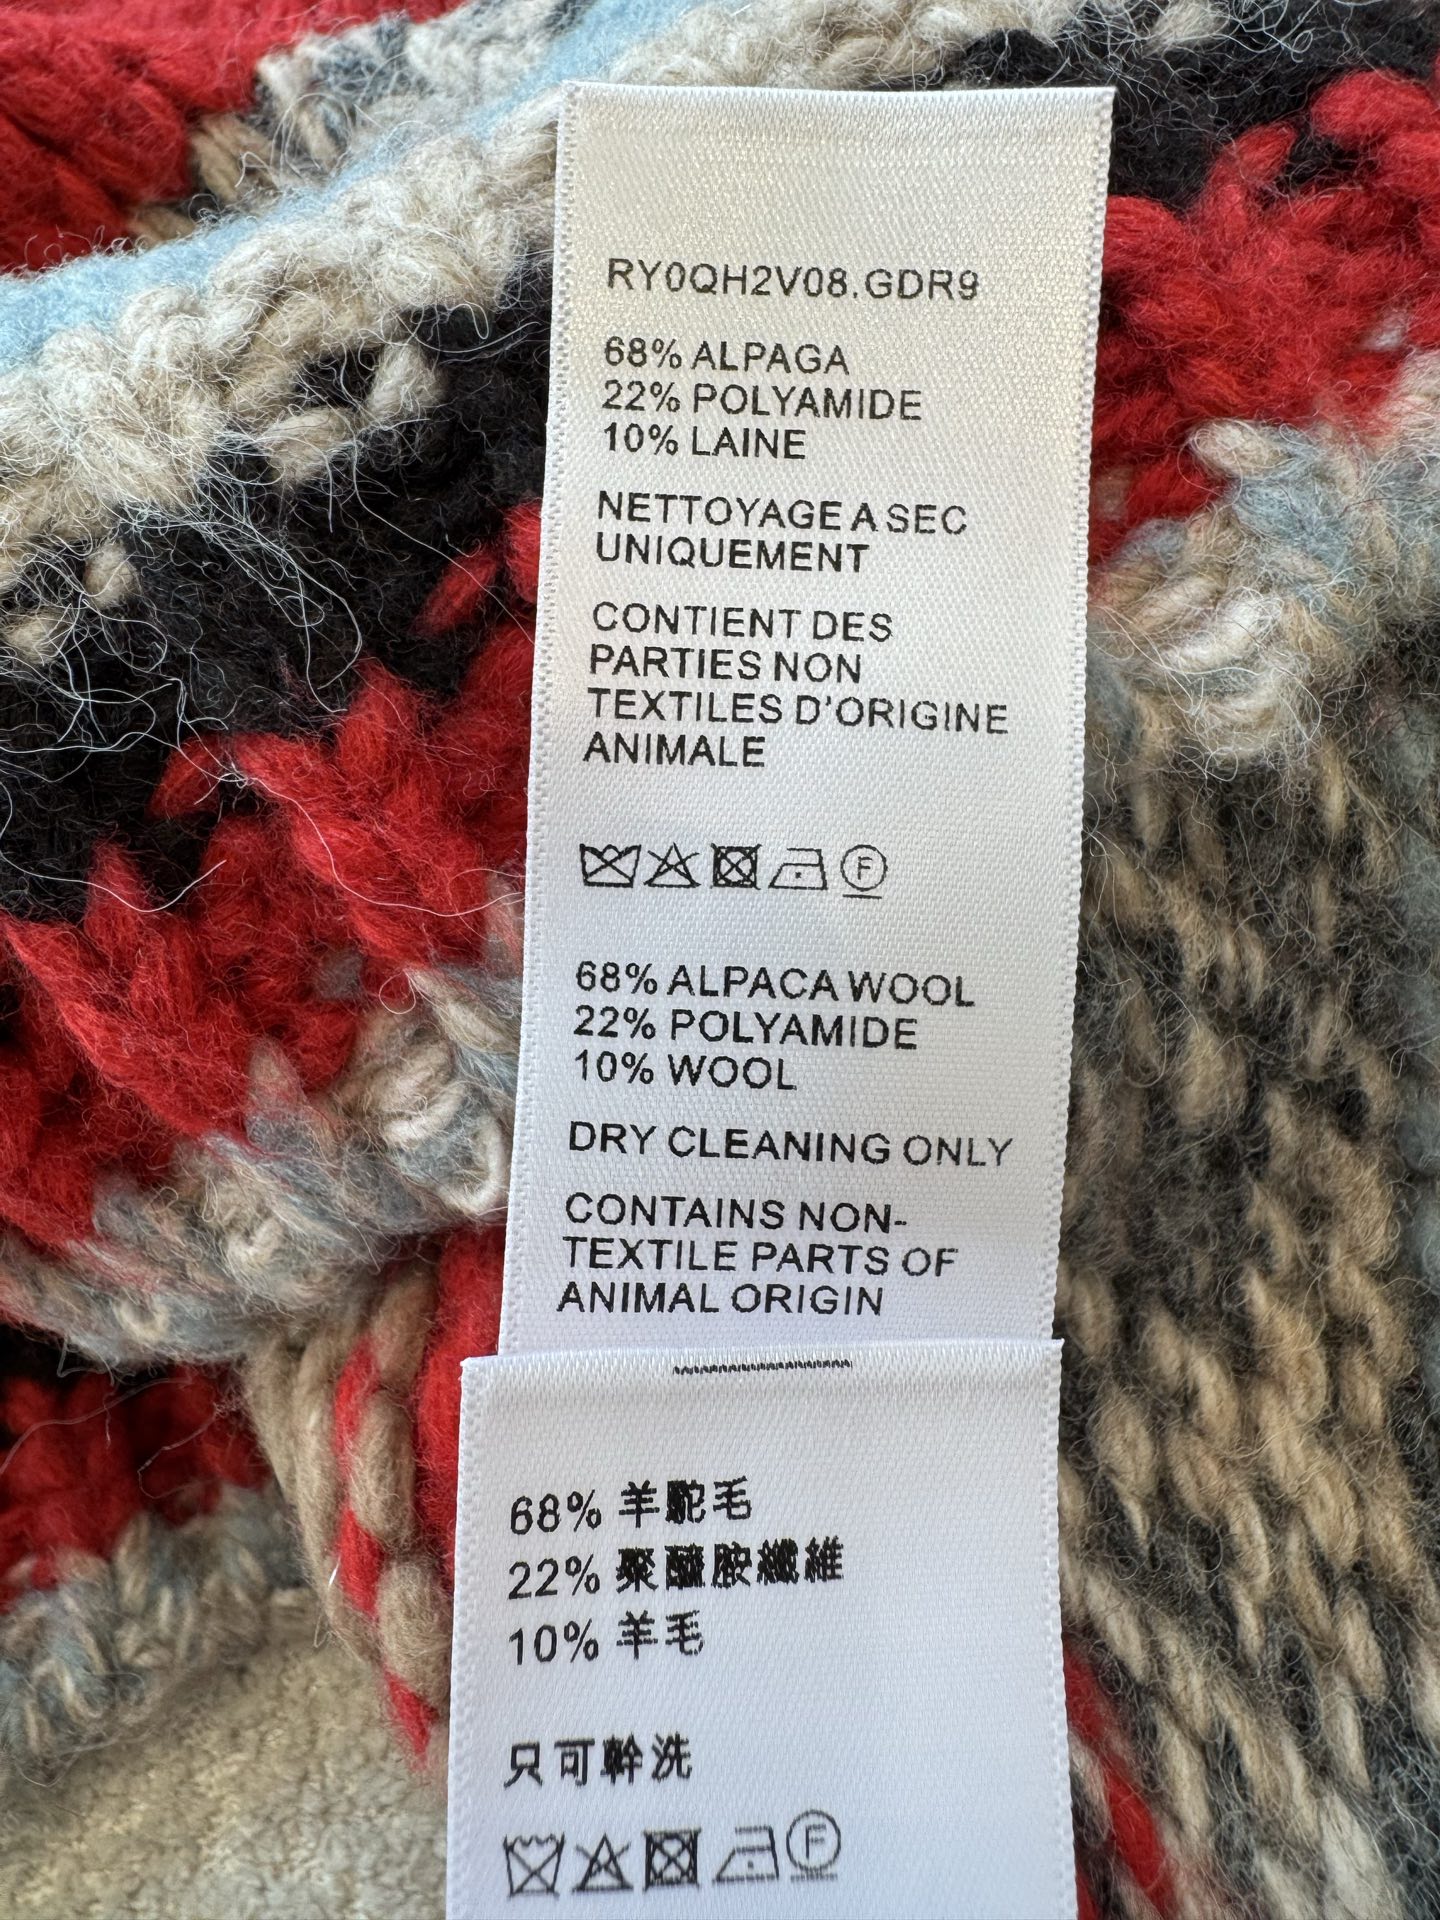 RY0QH2V08.GDR9
68% ALPAGA
22% POLYAMIDE
10% LAINE
NETTOYAGE A SEC
UNIQUEMENT
CONTIENT DES
PARTIES NON
TEXTILES D'ORIGINE
ANIMALE
F
68% ALPACA WOOL
22% POLYAMIDE
10% WOOL
DRY CLEANING ONLY
CONTAINS NON-
TEXTILE PARTS OF
ANIMAL ORIGIN
68% 羊駝毛
22% 聚醯胺纖維
10% 羊毛
只可幹洗
F